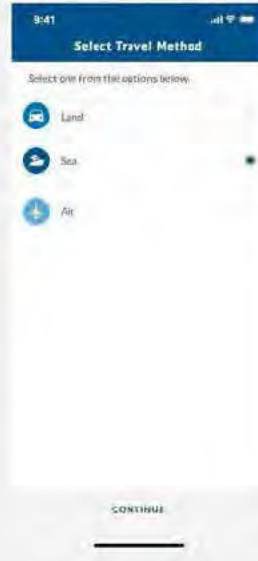 9:41
Select Travel Method
Select one from the options below.
Land
Sea
Air
CONTINUE